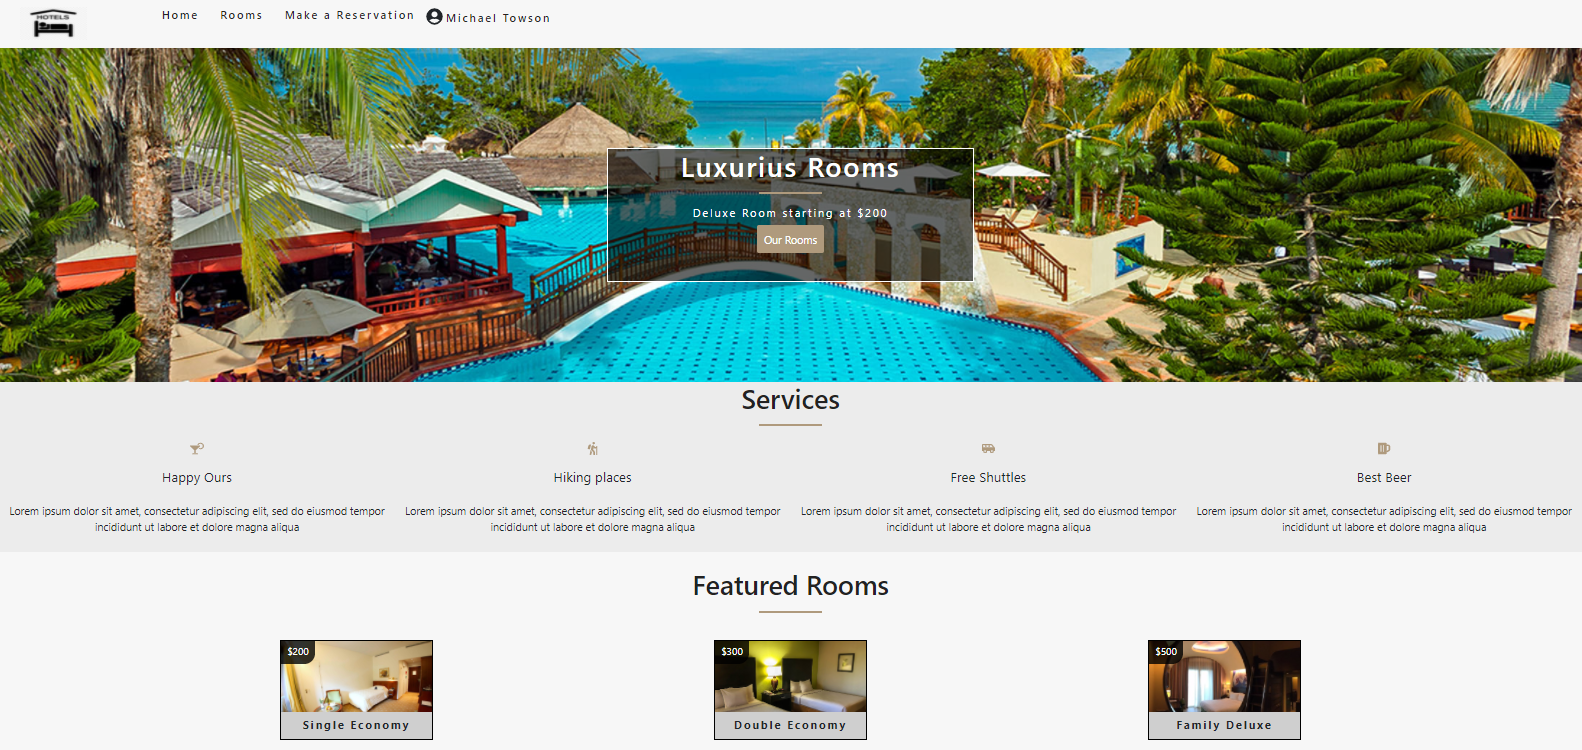 HOTELS
Home Rooms Make a Reservation Michael Towson
Luxurius Rooms
Deluxe Room starting at $200
Our Rooms
Services
Happy Ours
Lorem ipsum dolor sit amet, consectetur adipiscing elit, sed do eiusmod tempor
incididunt ut labore et dolore magna aliqua
Hiking places
Lorem ipsum dolor sit amet, consectetur adipiscing elit, sed do eiusmod tempor
incididunt ut labore et dolore magna aliqua
Free Shuttles
Lorem ipsum dolor sit amet, consectetur adipiscing elit, sed do eiusmod tempor
incididunt ut labore et dolore magna aliqua
Best Beer
Lorem ipsum dolor sit amet, consectetur adipiscing elit, sed do eiusmod tempor
incididunt ut labore et dolore magna aliqua
Featured Rooms
$200
Single Economy
$300
Double Economy
$500
Family Deluxe